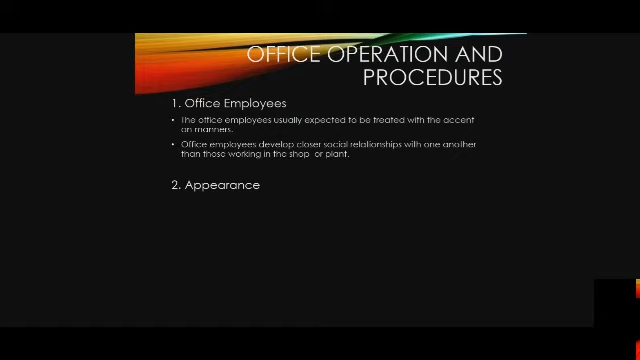 OFFICE OPERATION AND
PROCEDURES
1. Office Employees
• The office employees usually expected to be treated with the accent
on manners.
• Office employees develop closer social relationships with one another
than those working in the shop or plant.
2. Appearance